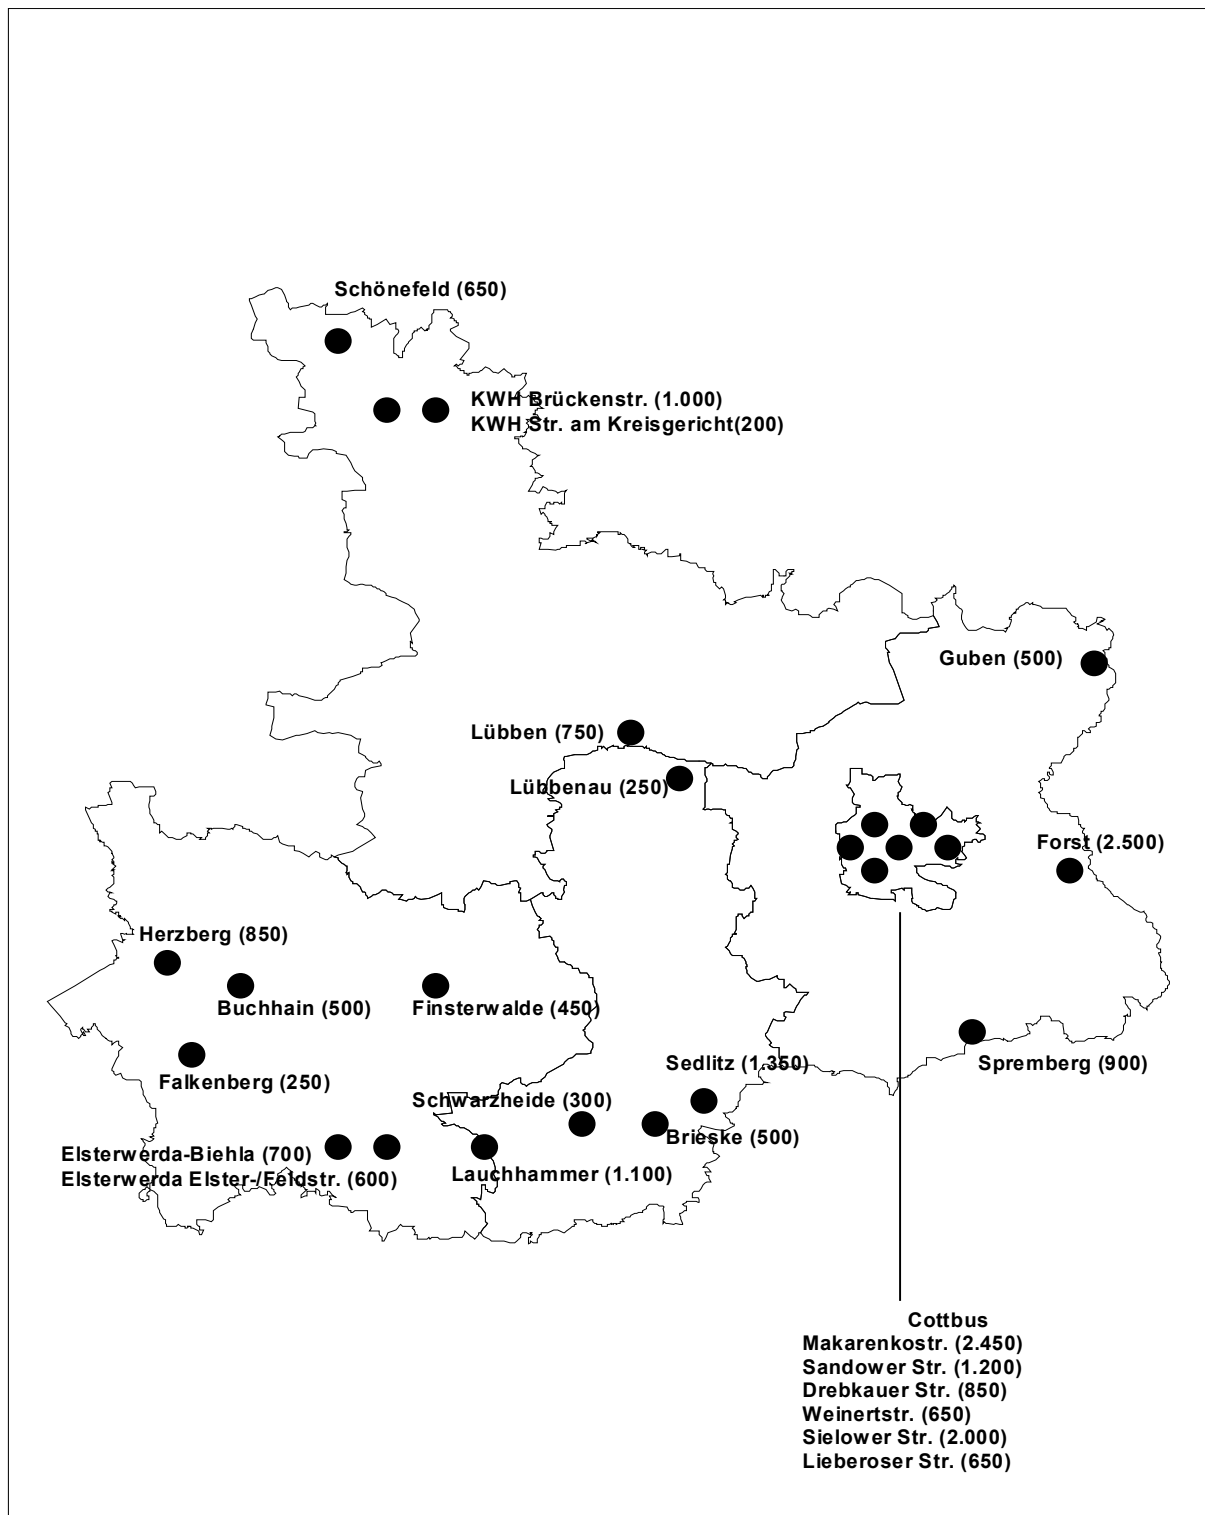 Schönefeld (650)
KWH Brückenstr. (1.000)
KWH Str. am Kreisgericht(200)
Guben (500)
Lübben (750)
Lübbenau (250)
Forst (2.500)
Herzberg (850)
Buchhain (500)
Finsterwalde (450)
Falkenberg (250)
Spremberg (900)
Sedlitz (1.350)
Schwarzheide (300)
Brieske (500)
Elsterwerda-Biehla (700)
Elsterwerda Elster-/Feldstr. (600)
Lauchhammer (1.100)
Cottbus
Makarenkostr. (2.450)
Sandower Str. (1.200)
Drebkauer Str. (850)
Weinertstr. (650)
Sielower Str. (2.000)
Lieberoser Str. (650)